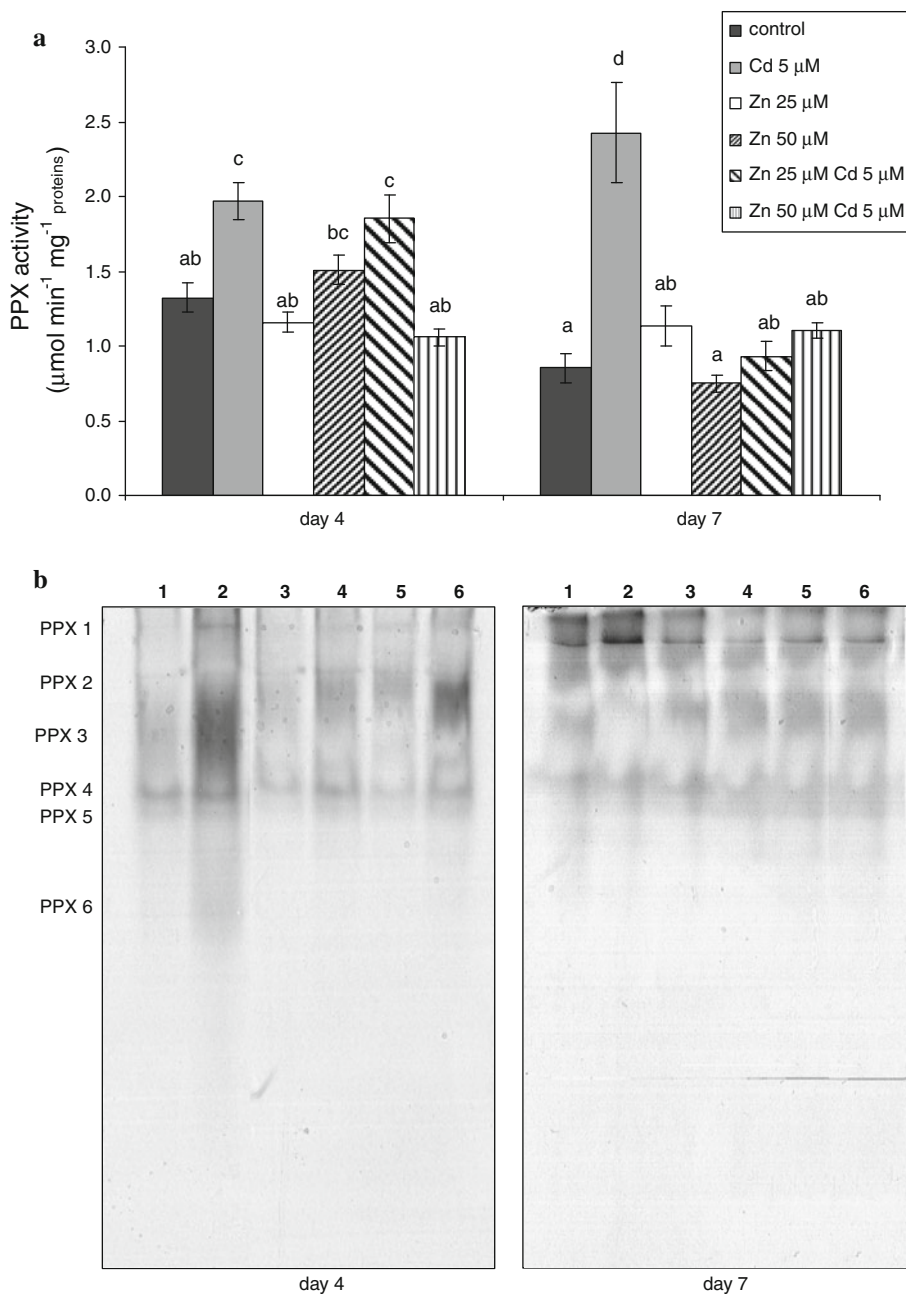 a
PPX activity
(μmol min-1 mg-1 proteins)
3.0
2.5
2.0
1.5
1.0
0.5
0.0
ab
c
ab
bc
c
ab
a
d
ab
a
ab
ab
day 4
day 7
control
Cd 5 μM
Zn 25 μM
Zn 50 μM
Zn 25 μM Cd 5 μM
Zn 50 μM Cd 5 μM
b
1 2 3 4 5 6
1 2 3 4 5 6
PPX 1
PPX 2
PPX 3
PPX 4
PPX 5
PPX 6
day 4
day 7